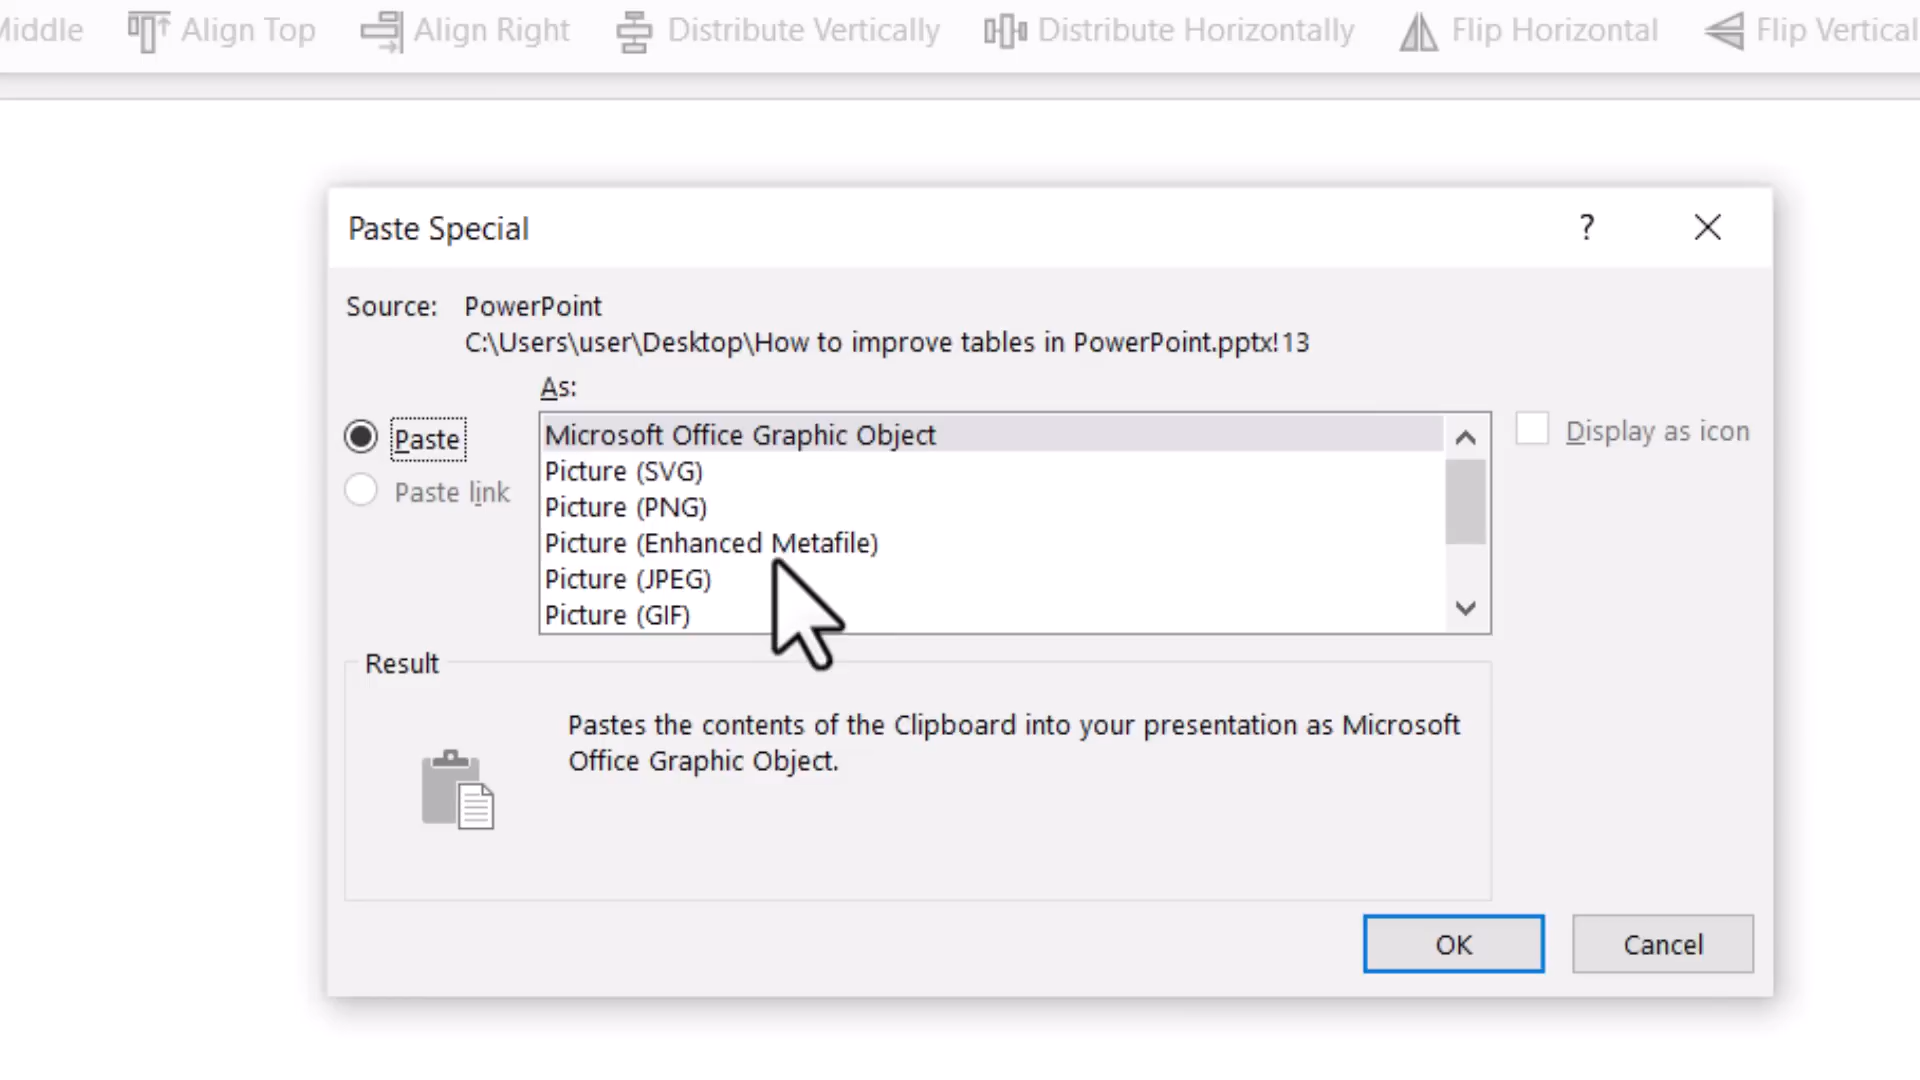 Middle Align Top Align Right Distribute Vertically Distribute Horizontally Flip Horizontal Flip Vertical
Paste Special ?
Source: PowerPoint
C:\Users\user\Desktop\How to improve tables in PowerPoint.pptx!13
As:
Paste
Paste link
Microsoft Office Graphic Object
Picture (SVG)
Picture (PNG)
Picture (Enhanced Metafile)
Picture (JPEG)
Picture (GIF)
Display as icon
Result
Pastes the contents of the Clipboard into your presentation as Microsoft
Office Graphic Object.
OK Cancel